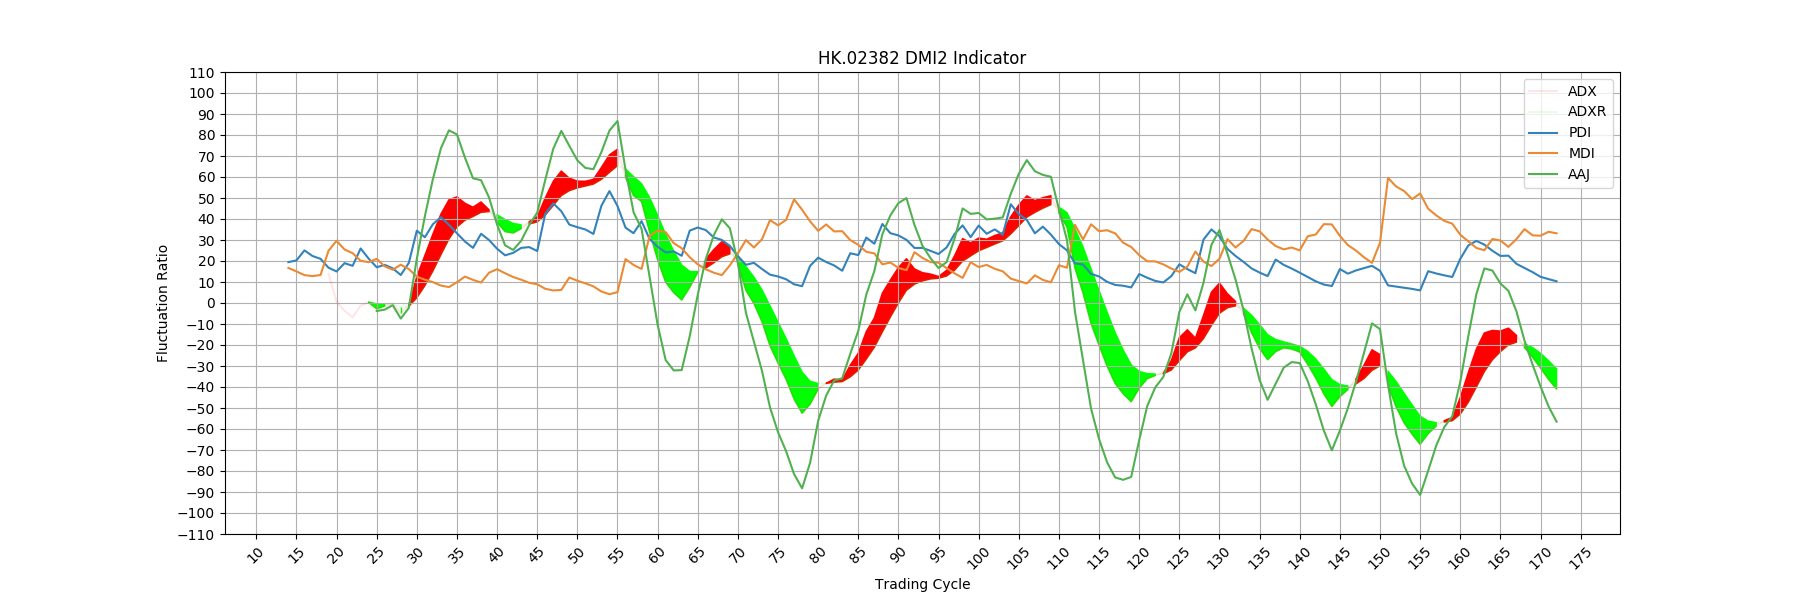 HK.02382 DMI2 Indicator
110
100
90
80
70
60
50
40
30
20
10
0
−10
−20
−30
−40
−50
−60
−70
−80
−90
−100
−110
Fluctuation Ratio
ADX
ADXR
PDI
MDI
AAJ
10 15 20 25 30 35 40 45 50 55 60 65 70 75 80 85 90 95 100 105 110 115 120 125 130 135 140 145 150 155 160 165 170 175
Trading Cycle